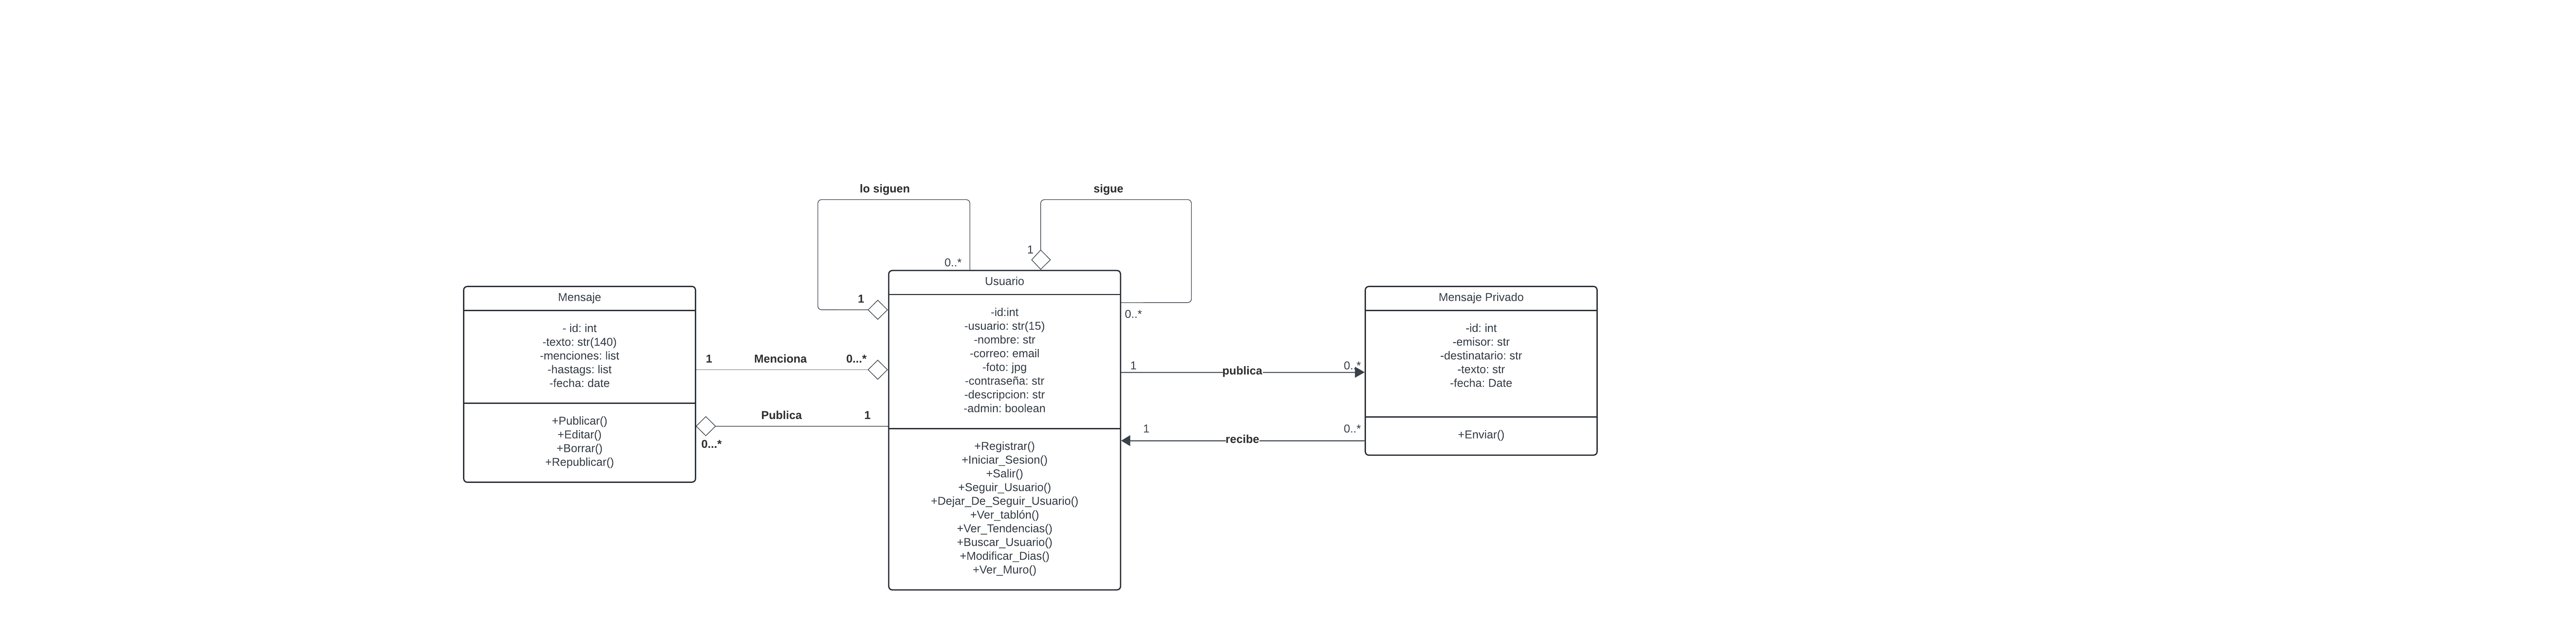 lo siguen
sigue
1
0..*
Mensaje
- id: int
-texto: str(140)
-menciones: list
-hastags: list
-fecha: date
+Publicar()
+Editar()
+Borrar()
+Republicar()
1
1 Menciona 0...*
Publica 1
0...*
Usuario
-id:int
-usuario: str(15)
-nombre: str
-correo: email
-foto: jpg
-contraseña: str
-descripcion: str
-admin: boolean
+Registrar()
+Iniciar_Sesion()
+Salir()
+Seguir_Usuario()
+Dejar_De_Seguir_Usuario()
+Ver_tablón()
+Ver_Tendencias()
+Buscar_Usuario()
+Modificar_Dias()
+Ver_Muro()
0..*
1 publica 0..*
1 recibe 0..*
Mensaje Privado
-id: int
-emisor: str
-destinatario: str
-texto: str
-fecha: Date
+Enviar()